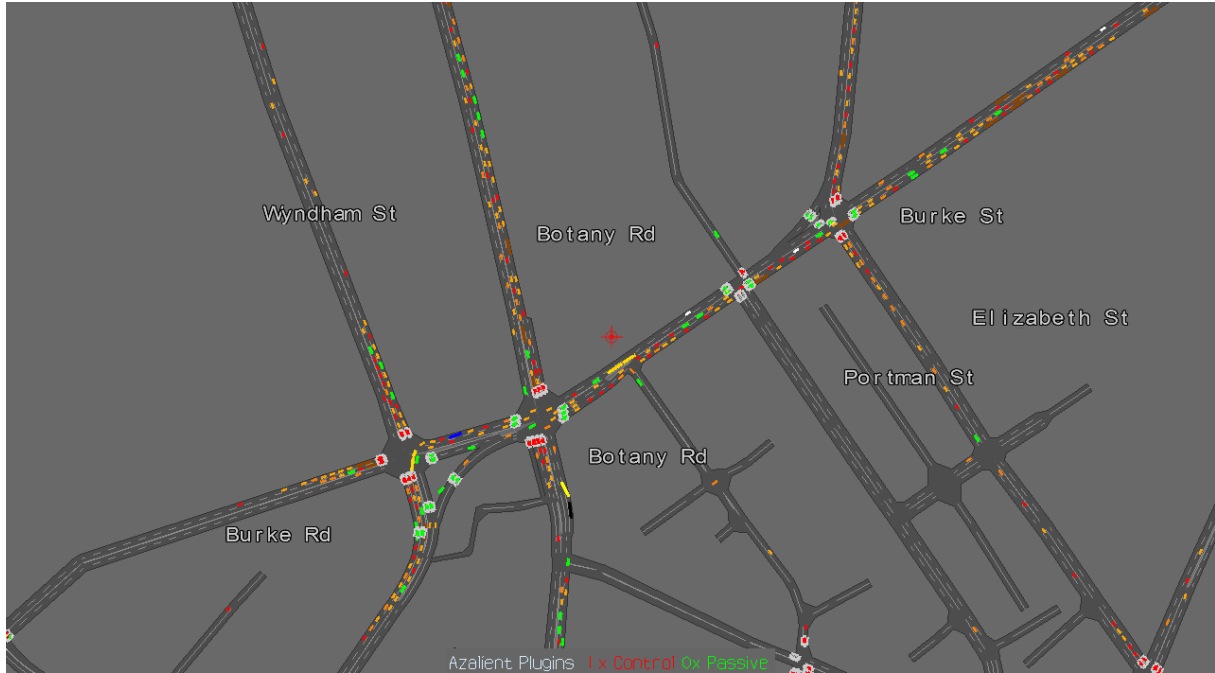 Wyndham St
Botany Rd
Burke St
Elizabeth St
Portman St
Botany Rd
Burke Rd
Azalient Plugins 1x Control 0x Passive